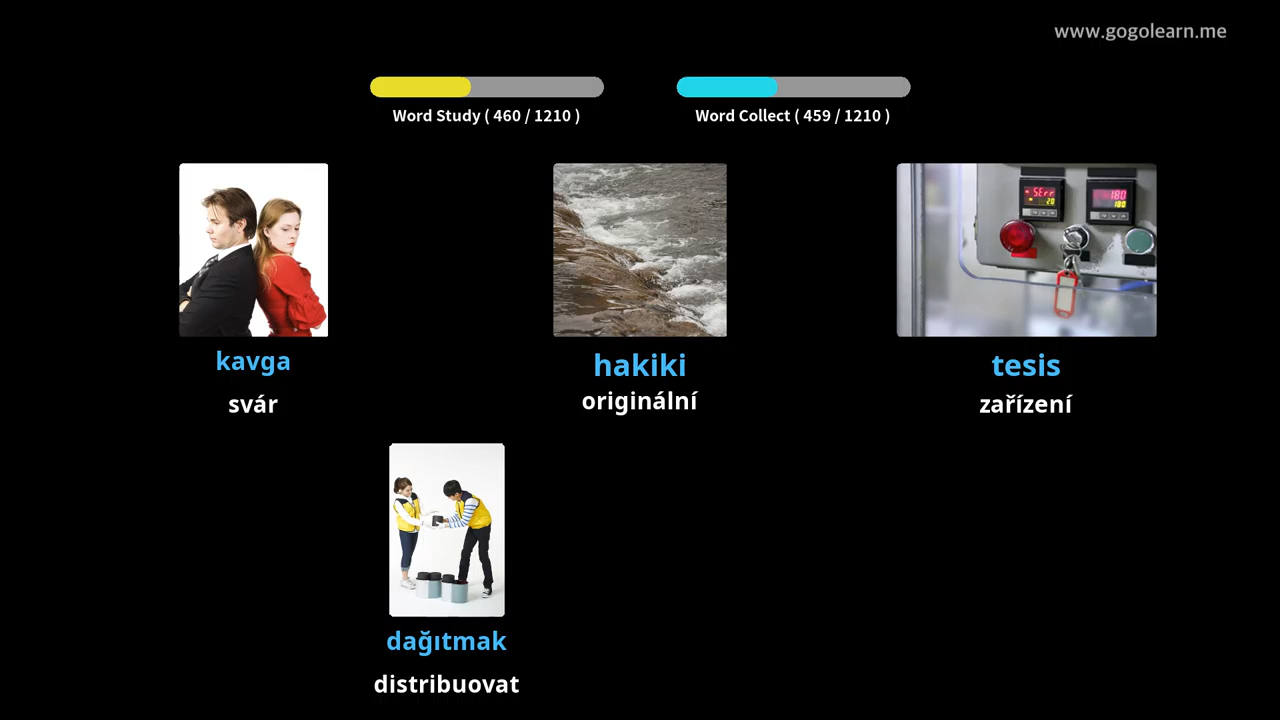 www.gogolearn.me
Word Study ( 460 / 1210 )
Word Collect ( 459 / 1210 )
kavga
svár
hakiki
originální
tesis
zařízení
dağıtmak
distribuovat